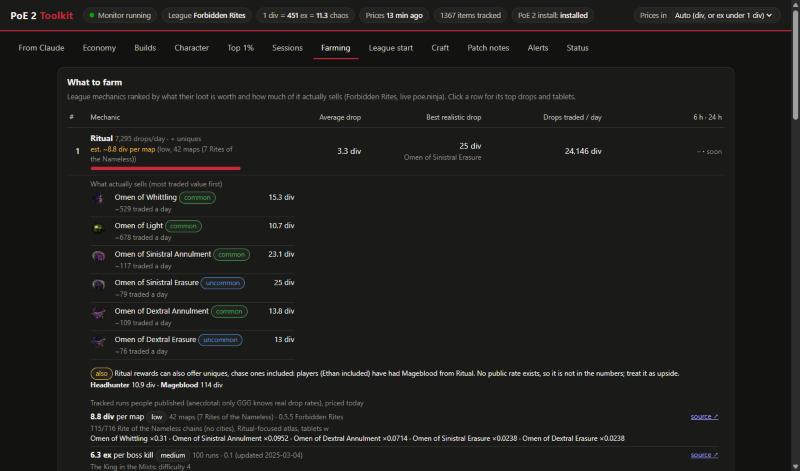 PoE 2 Toolkit
Monitor running
League Forbidden Rites
1 div = 451 ex = 11.3 chaos
Prices 13 min ago
1367 items tracked
PoE 2 install: installed
Prices in Auto (div, or ex under 1 div)
From Claude Economy Builds Character Top 1% Sessions Farming League start Craft Patch notes Alerts Status
What to farm
League mechanics ranked by what their loot is worth and how much of it actually sells (Forbidden Rites, live poe.ninja). Click a row for its top drops and tablets.
# Mechanic Average drop Best realistic drop Drops traded / day 6 h · 24 h
Ritual 7,295 drops/day · + uniques
1 est. ~8.8 div per map (low, 42 maps (7 Rites of the Nameless)) 3.3 div 25 div Omen of Sinistral Erasure 24,146 div – • soon
What actually sells (most traded value first)
Omen of Whittling common 15.3 div
~529 traded a day
Omen of Light common 10.7 div
~678 traded a day
Omen of Sinistral Annulment common 23.1 div
~117 traded a day
Omen of Sinistral Erasure uncommon 25 div
~79 traded a day
Omen of Dextral Annulment common 13.8 div
~109 traded a day
Omen of Dextral Erasure uncommon 13 div
~76 traded a day
also Ritual rewards can also offer uniques, chase ones included: players (Ethan included) have had Mageblood from Ritual. No public rate exists, so it is not in the numbers; treat it as upside.
Headhunter 10.9 div · Mageblood 114 div
Tracked runs people published (anecdotal: only GGG knows real drop rates), priced today
8.8 div per map low 42 maps (7 Rites of the Nameless) · 0.5.5 Forbidden Rites source ↗
T15/T16 Rite of the Nameless chains (no cities), Ritual-focused atlas, tablets w
Omen of Whittling ×0.31 · Omen of Sinistral Annulment ×0.0952 · Omen of Dextral Annulment ×0.0714 · Omen of Sinistral Erasure ×0.0238 · Omen of Dextral Erasure ×0.0238
6.3 ex per boss kill medium 100 runs · 0.1 (updated 2025-03-04) source ↗
The King in the Mists: difficulty 4